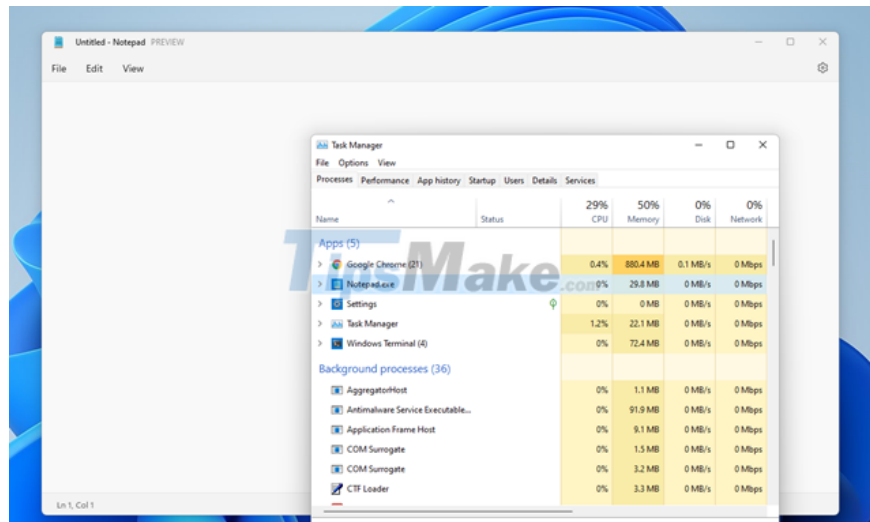 Untitled - Notepad PREVIEW
File Edit View
Task Manager
File Options View
Processes Performance App history Startup Users Details Services
29% 50% 0% 0%
Name Status CPU Memory Disk Network
Apps (5)
Google Chrome (21) 0.4% 880.4 MB 0.1 MB/s 0 Mbps
TipsMake.com
Notepad.exe 0% 29.8 MB 0 MB/s 0 Mbps
Settings 0% 0 MB 0 MB/s 0 Mbps
Task Manager 1.2% 22.1 MB 0 MB/s 0 Mbps
Windows Terminal (4) 0% 72.4 MB 0 MB/s 0 Mbps
Background processes (36)
AggregatorHost 0% 1.1 MB 0 MB/s 0 Mbps
Antimalware Service Executable... 0% 91.9 MB 0 MB/s 0 Mbps
Application Frame Host 0% 9.1 MB 0 MB/s 0 Mbps
COM Surrogate 0% 1.5 MB 0 MB/s 0 Mbps
COM Surrogate 0% 3.2 MB 0 MB/s 0 Mbps
CTF Loader 0% 3.3 MB 0 MB/s 0 Mbps
Ln 1, Col 1